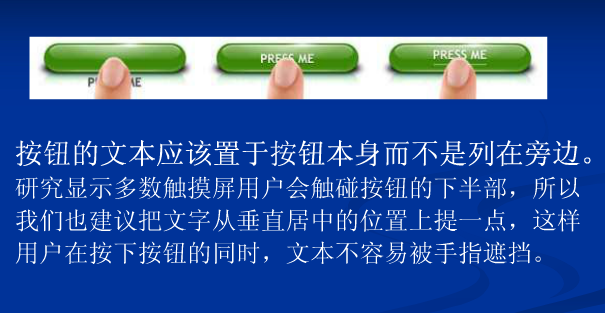 PRESS ME
PRESS ME
按钮的文本应该置于按钮本身而不是列在旁边。
研究显示多数触摸屏用户会触碰按钮的下半部，所以
我们也建议把文字从垂直居中的位置上提一点，这样
用户在按下按钮的同时，文本不容易被手指遮挡。